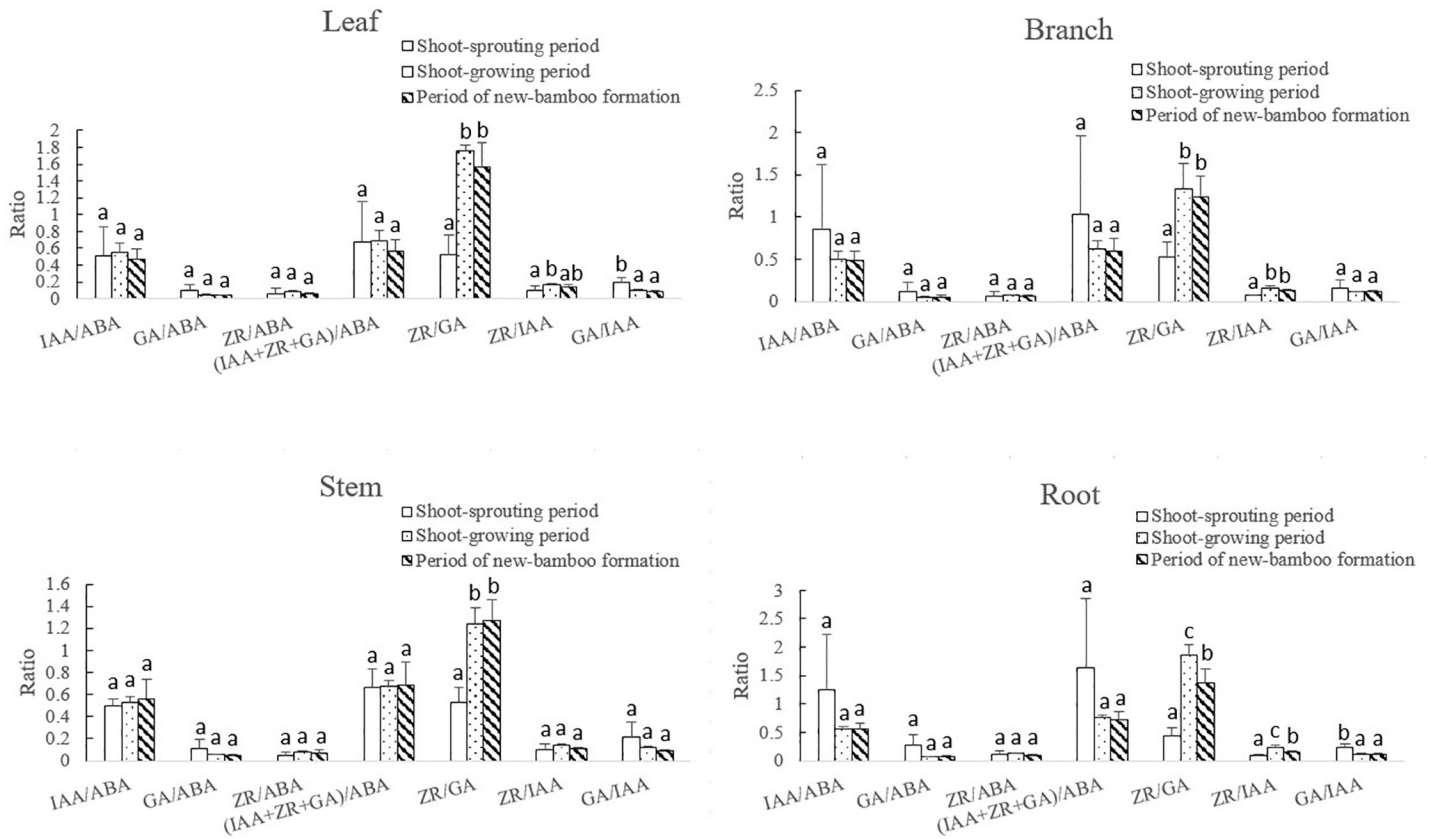 Leaf
Shoot-sprouting period
Shoot-growing period
Period of new-bamboo formation
2
1.8
1.6
1.4
1.2
1
0.8
0.6
0.4
0.2
0
Ratio
a a a
a a a
a a a
a a a
a b b
a b ab
b a a
IAA/ABA
GA/ABA
ZR/ABA
(IAA+ZR+GA)/ABA
ZR/GA
ZR/IAA
GA/IAA
Branch
Shoot-sprouting period
Shoot-growing period
Period of new-bamboo formation
2.5
2
1.5
1
0.5
0
Ratio
a a a
a a a
a a a
a a a
a b b
a b b
a a a
IAA/ABA
GA/ABA
ZR/ABA
(IAA+ZR+GA)/ABA
ZR/GA
ZR/IAA
GA/IAA
Stem
Shoot-sprouting period
Shoot-growing period
Period of new-bamboo formation
1.6
1.4
1.2
1
0.8
0.6
0.4
0.2
0
Ratio
a a a
a a a
a a a
a a a
a b b
a a a
a a a
IAA/ABA
GA/ABA
ZR/ABA
(IAA+ZR+GA)/ABA
ZR/GA
ZR/IAA
GA/IAA
Root
Shoot-sprouting period
Shoot-growing period
Period of new-bamboo formation
3
2.5
2
1.5
1
0.5
0
Ratio
a a a
a a a
a a a
a a a
a c b
a c b
b a a
IAA/ABA
GA/ABA
ZR/ABA
(IAA+ZR+GA)/ABA
ZR/GA
ZR/IAA
GA/IAA